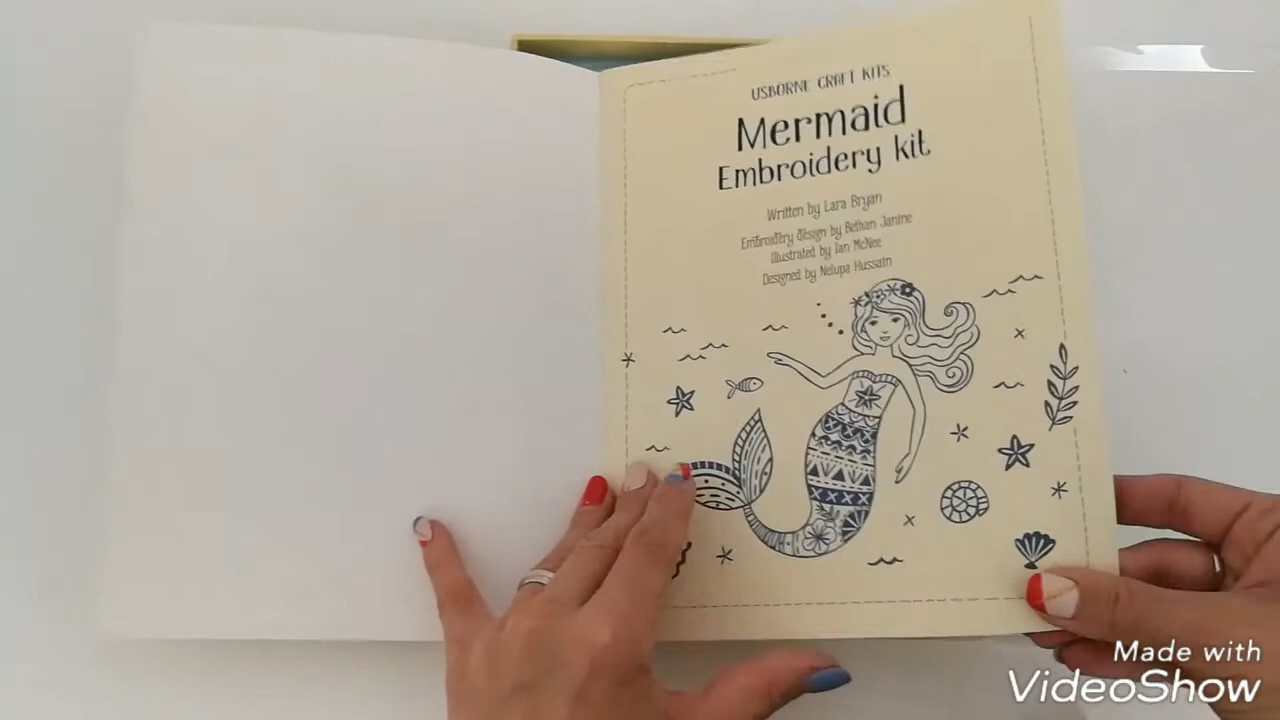 USBORNE CRAFT KITS
Mermaid
Embroidery kit
Written by Lara Bryan
Embroidery design by Bethan Janine
Illustrated by Ian McNee
Designed by Nelupa Hussain
Made with
VideoShow